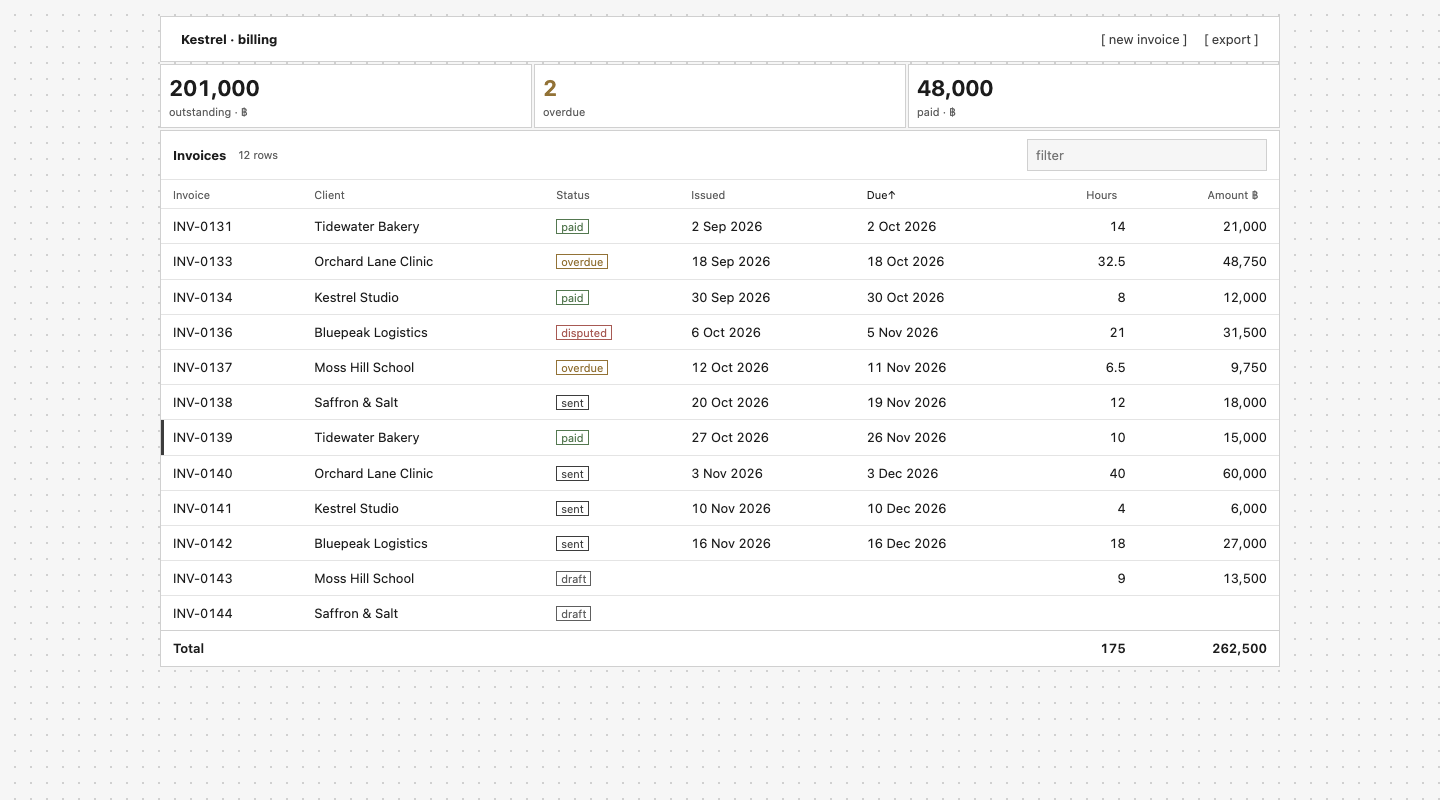 Kestrel · billing [ new invoice ] [ export ]
201,000 2 48,000
outstanding · ฿ overdue paid · ฿
Invoices 12 rows filter
Invoice Client Status Issued Due↑ Hours Amount ฿
INV-0131 Tidewater Bakery paid 2 Sep 2026 2 Oct 2026 14 21,000
INV-0133 Orchard Lane Clinic overdue 18 Sep 2026 18 Oct 2026 32.5 48,750
INV-0134 Kestrel Studio paid 30 Sep 2026 30 Oct 2026 8 12,000
INV-0136 Bluepeak Logistics disputed 6 Oct 2026 5 Nov 2026 21 31,500
INV-0137 Moss Hill School overdue 12 Oct 2026 11 Nov 2026 6.5 9,750
INV-0138 Saffron & Salt sent 20 Oct 2026 19 Nov 2026 12 18,000
INV-0139 Tidewater Bakery paid 27 Oct 2026 26 Nov 2026 10 15,000
INV-0140 Orchard Lane Clinic sent 3 Nov 2026 3 Dec 2026 40 60,000
INV-0141 Kestrel Studio sent 10 Nov 2026 10 Dec 2026 4 6,000
INV-0142 Bluepeak Logistics sent 16 Nov 2026 16 Dec 2026 18 27,000
INV-0143 Moss Hill School draft 9 13,500
INV-0144 Saffron & Salt draft
Total 175 262,500